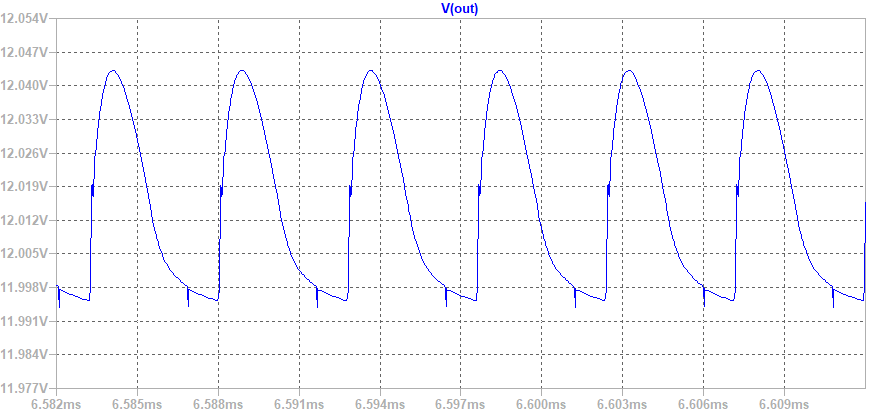 V(out)
12.054V
12.047V
12.040V
12.033V
12.026V
12.019V
12.012V
12.005V
11.998V
11.991V
11.984V
11.977V
6.582ms 6.585ms 6.588ms 6.591ms 6.594ms 6.597ms 6.600ms 6.603ms 6.606ms 6.609ms